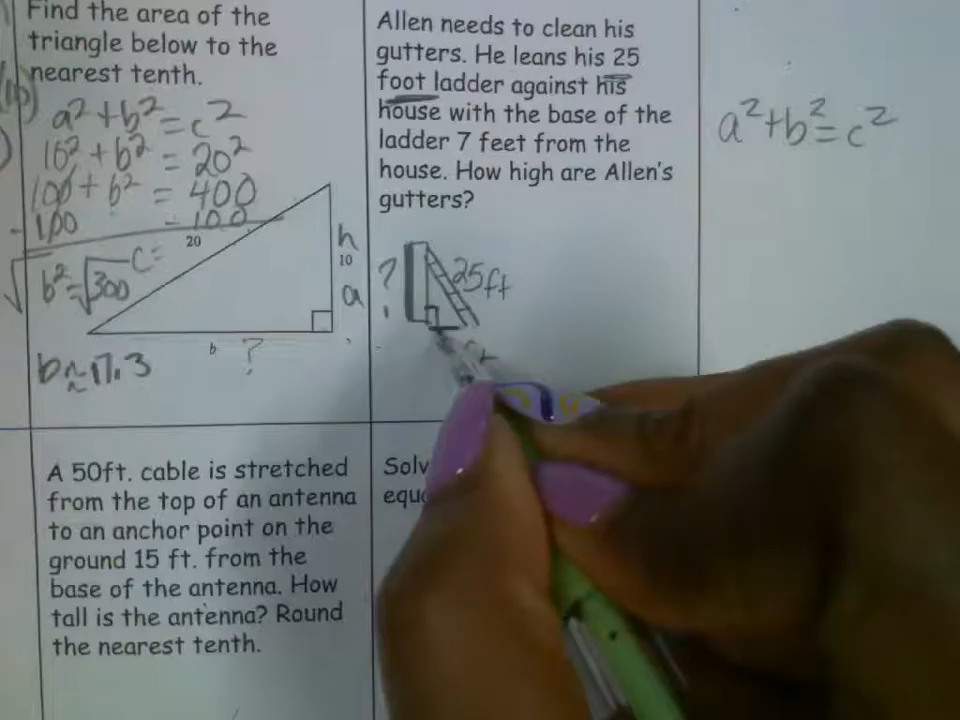 Find the area of the
triangle below to the
nearest tenth.
a²+b²=c²
10²+b²=20²
100+b²=400
-100 -100
b²=√300
c=
20
h
10
a
b ?
b≈17.3
Allen needs to clean his
gutters. He leans his 25
foot ladder against his
house with the base of the
ladder 7 feet from the
house. How high are Allen's
gutters?
? 25ft
a²+b²=c²
A 50ft. cable is stretched
from the top of an antenna
to an anchor point on the
ground 15 ft. from the
base of the antenna. How
tall is the antenna? Round
the nearest tenth.